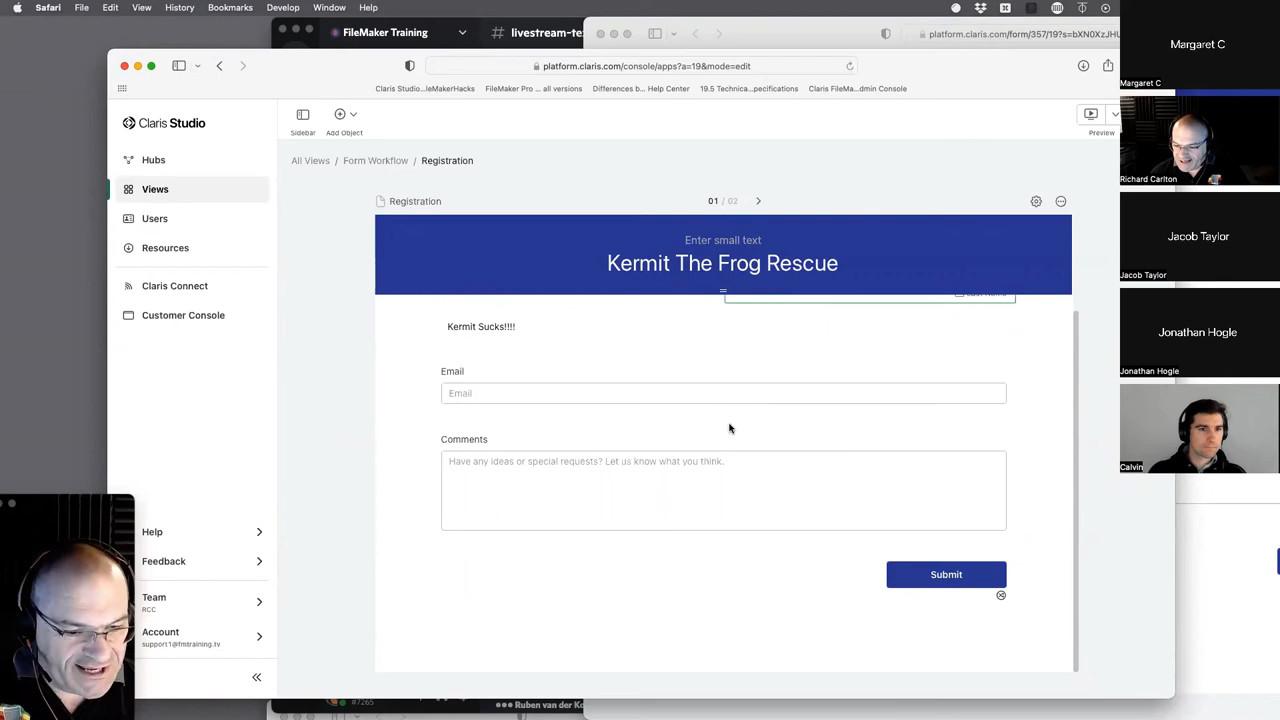 Safari File Edit View History Bookmarks Develop Window Help
FileMaker Training
livestream-te
platform.claris.com/form/357/19?s=bXN0XzJHU
platform.claris.com/console/apps?a=19&mode=edit
Claris Studio...leMakerHacks FileMaker Pro ... all versions Differences b... Help Center 19.5 Technica...pecifications Claris FileMa...dmin Console
Claris Studio
Sidebar
Add Object
Preview
Hubs
Views
Users
Resources
Claris Connect
Customer Console
Help
Feedback
Team
RCC
Account
support1@fmtraining.tv
All Views / Form Workflow / Registration
Registration
01 / 02
Enter small text
Kermit The Frog Rescue
Last Name
Kermit Sucks!!!!
Email
Email
Comments
Have any ideas or special requests? Let us know what you think.
Submit
#7265
Ruben van der Ko
Margaret C
Margaret C
Richard Carlton
Jacob Taylor
Jacob Taylor
Jonathan Hogle
Jonathan Hogle
Calvin